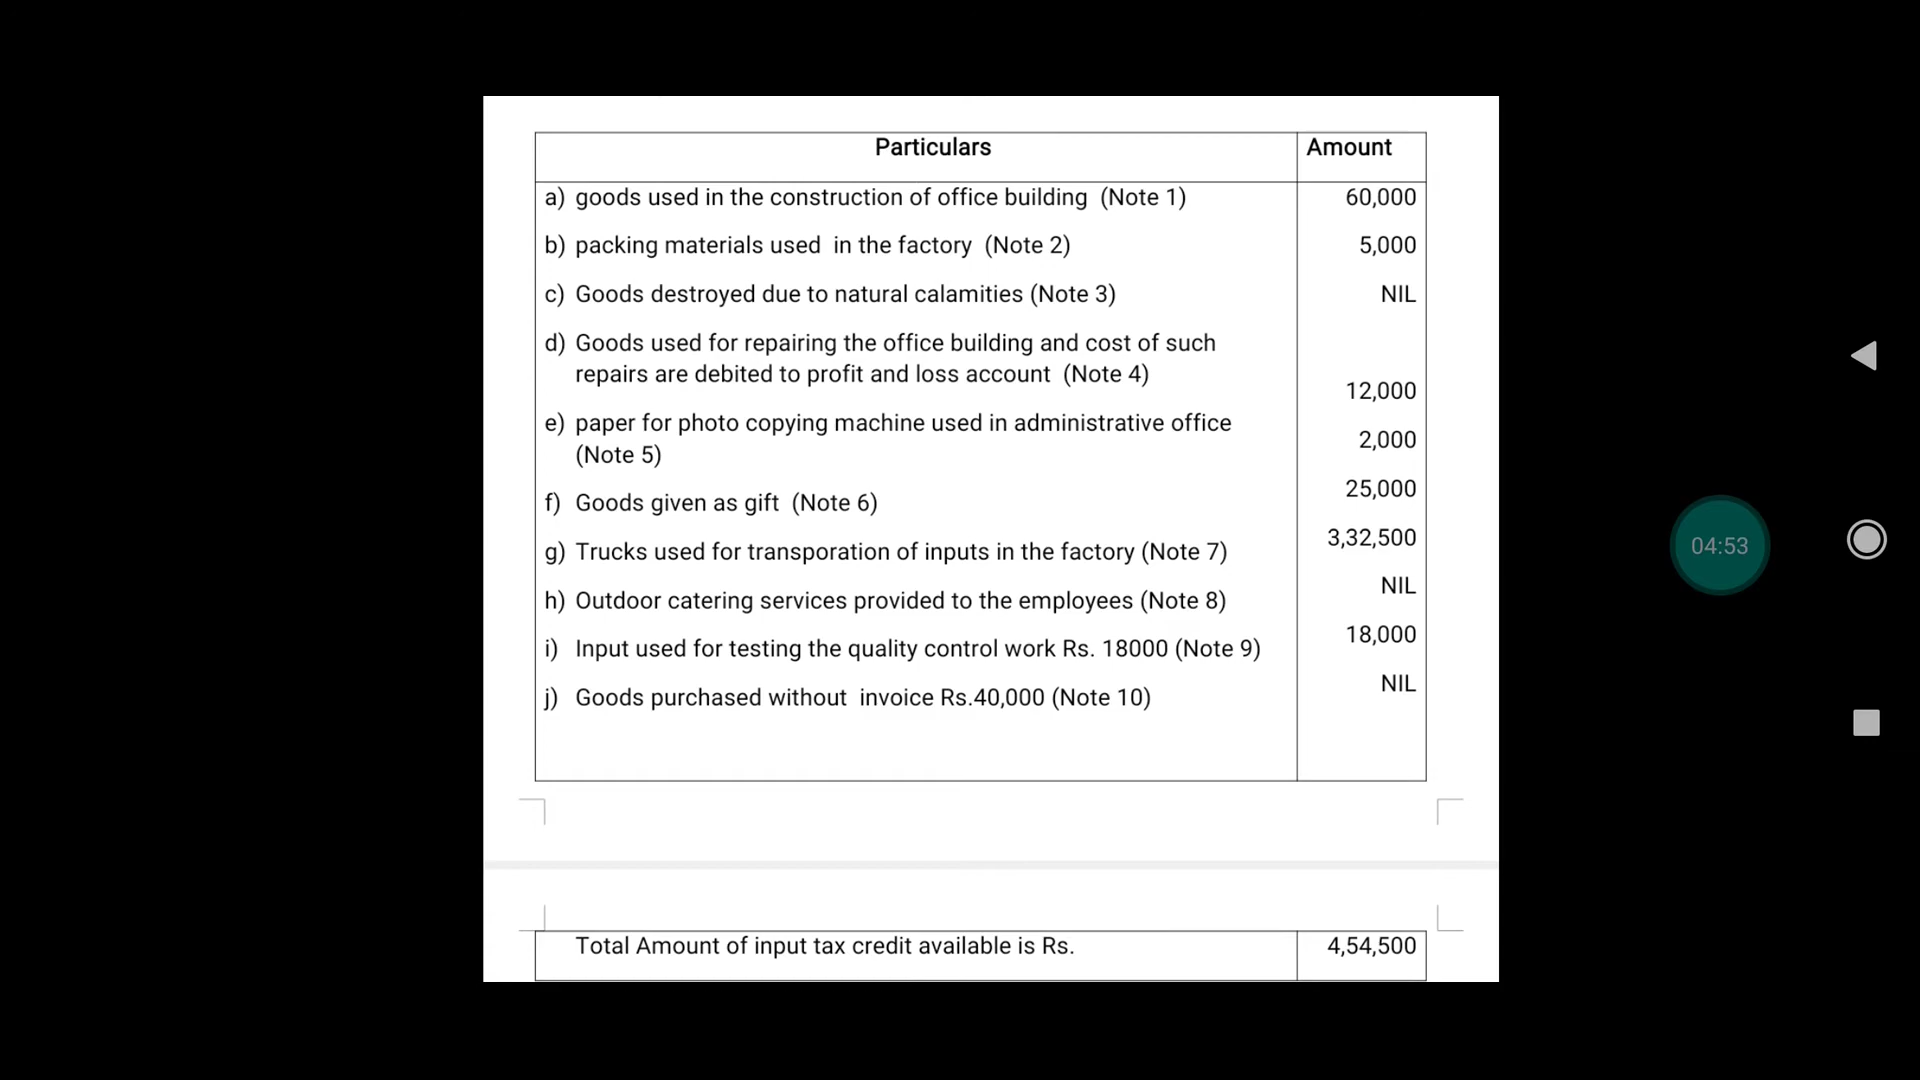 Particulars Amount
a) goods used in the construction of office building (Note 1) 60,000
b) packing materials used in the factory (Note 2) 5,000
c) Goods destroyed due to natural calamities (Note 3) NIL
d) Goods used for repairing the office building and cost of such
repairs are debited to profit and loss account (Note 4) 12,000
e) paper for photo copying machine used in administrative office 2,000
(Note 5)
f) Goods given as gift (Note 6) 25,000
g) Trucks used for transporation of inputs in the factory (Note 7) 3,32,500
h) Outdoor catering services provided to the employees (Note 8) NIL
i) Input used for testing the quality control work Rs. 18000 (Note 9) 18,000
j) Goods purchased without invoice Rs.40,000 (Note 10) NIL
Total Amount of input tax credit available is Rs. 4,54,500
04:53